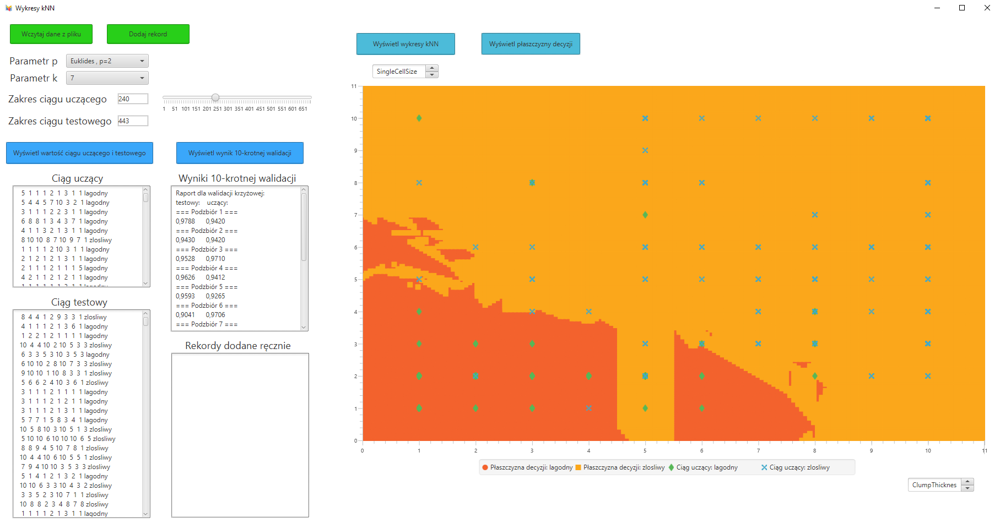 Wykresy kNN
Wczytaj dane z pliku
Dodaj rekord
Parametr p
Euklides , p=2
Parametr k
7
Zakres ciągu uczącego
240
1 51 101 151 201 251 301 351 401 451 501 551 601 651
Zakres ciągu testowego
443
Wyświetl wartość ciągu uczącego i testowego
Wyświetl wynik 10-krotnej walidacji
Ciąg uczący
5 1 1 1 2 1 3 1 1 lagodny
5 4 4 5 7 10 3 2 1 lagodny
3 1 1 1 2 2 3 1 1 lagodny
6 8 8 1 3 4 3 7 1 lagodny
4 1 1 3 2 1 3 1 1 lagodny
8 10 10 8 7 10 9 7 1 zlosliwy
1 1 1 1 2 10 3 1 1 lagodny
2 1 2 1 2 1 3 1 1 lagodny
2 1 1 1 2 1 1 1 5 lagodny
4 2 1 1 2 1 2 1 1 lagodny
Ciąg testowy
8 4 4 1 2 9 3 3 1 zlosliwy
4 1 1 1 2 1 3 6 1 lagodny
1 2 2 1 2 1 1 1 1 lagodny
10 4 4 10 2 10 5 3 3 zlosliwy
6 3 3 5 3 10 3 5 3 lagodny
6 10 10 2 8 10 7 3 3 zlosliwy
9 10 10 1 10 8 3 3 1 zlosliwy
5 6 6 2 4 10 3 6 1 zlosliwy
3 1 1 1 2 1 1 1 1 lagodny
3 1 1 1 2 1 2 1 1 lagodny
3 1 1 1 2 1 3 1 1 lagodny
5 7 7 1 5 8 3 4 1 lagodny
10 5 8 10 3 10 5 1 3 zlosliwy
5 10 10 6 10 10 10 6 5 zlosliwy
8 8 9 4 5 10 7 8 1 zlosliwy
10 4 4 10 6 10 5 5 1 zlosliwy
7 9 4 10 10 3 5 3 3 zlosliwy
5 1 4 1 2 1 3 2 1 lagodny
10 10 6 3 3 10 4 3 2 zlosliwy
3 3 5 2 3 10 7 1 1 lagodny
10 8 8 2 3 4 8 7 8 zlosliwy
1 1 1 1 2 1 3 1 1 lagodny
Wyniki 10-krotnej walidacji
Raport dla walidacji krzyżowej:
testowy: uczący:
=== Podzbiór 1 ===
0,9788 0,9420
=== Podzbiór 2 ===
0,9430 0,9420
=== Podzbiór 3 ===
0,9528 0,9710
=== Podzbiór 4 ===
0,9626 0,9412
=== Podzbiór 5 ===
0,9593 0,9265
=== Podzbiór 6 ===
0,9041 0,9706
=== Podzbiór 7 ===
Rekordy dodane ręcznie
Wyświetl wykresy kNN
Wyświetl płaszczyzny decyzji
SingleCellSize
11
10
9
8
7
6
5
4
3
2
1
0
0 1 2 3 4 5 6 7 8 9 10 11
Płaszczyzna decyzji: lagodny Płaszczyzna decyzji: zlosliwy Ciąg uczący: lagodny Ciąg uczący: zlosliwy
ClumpThicknes